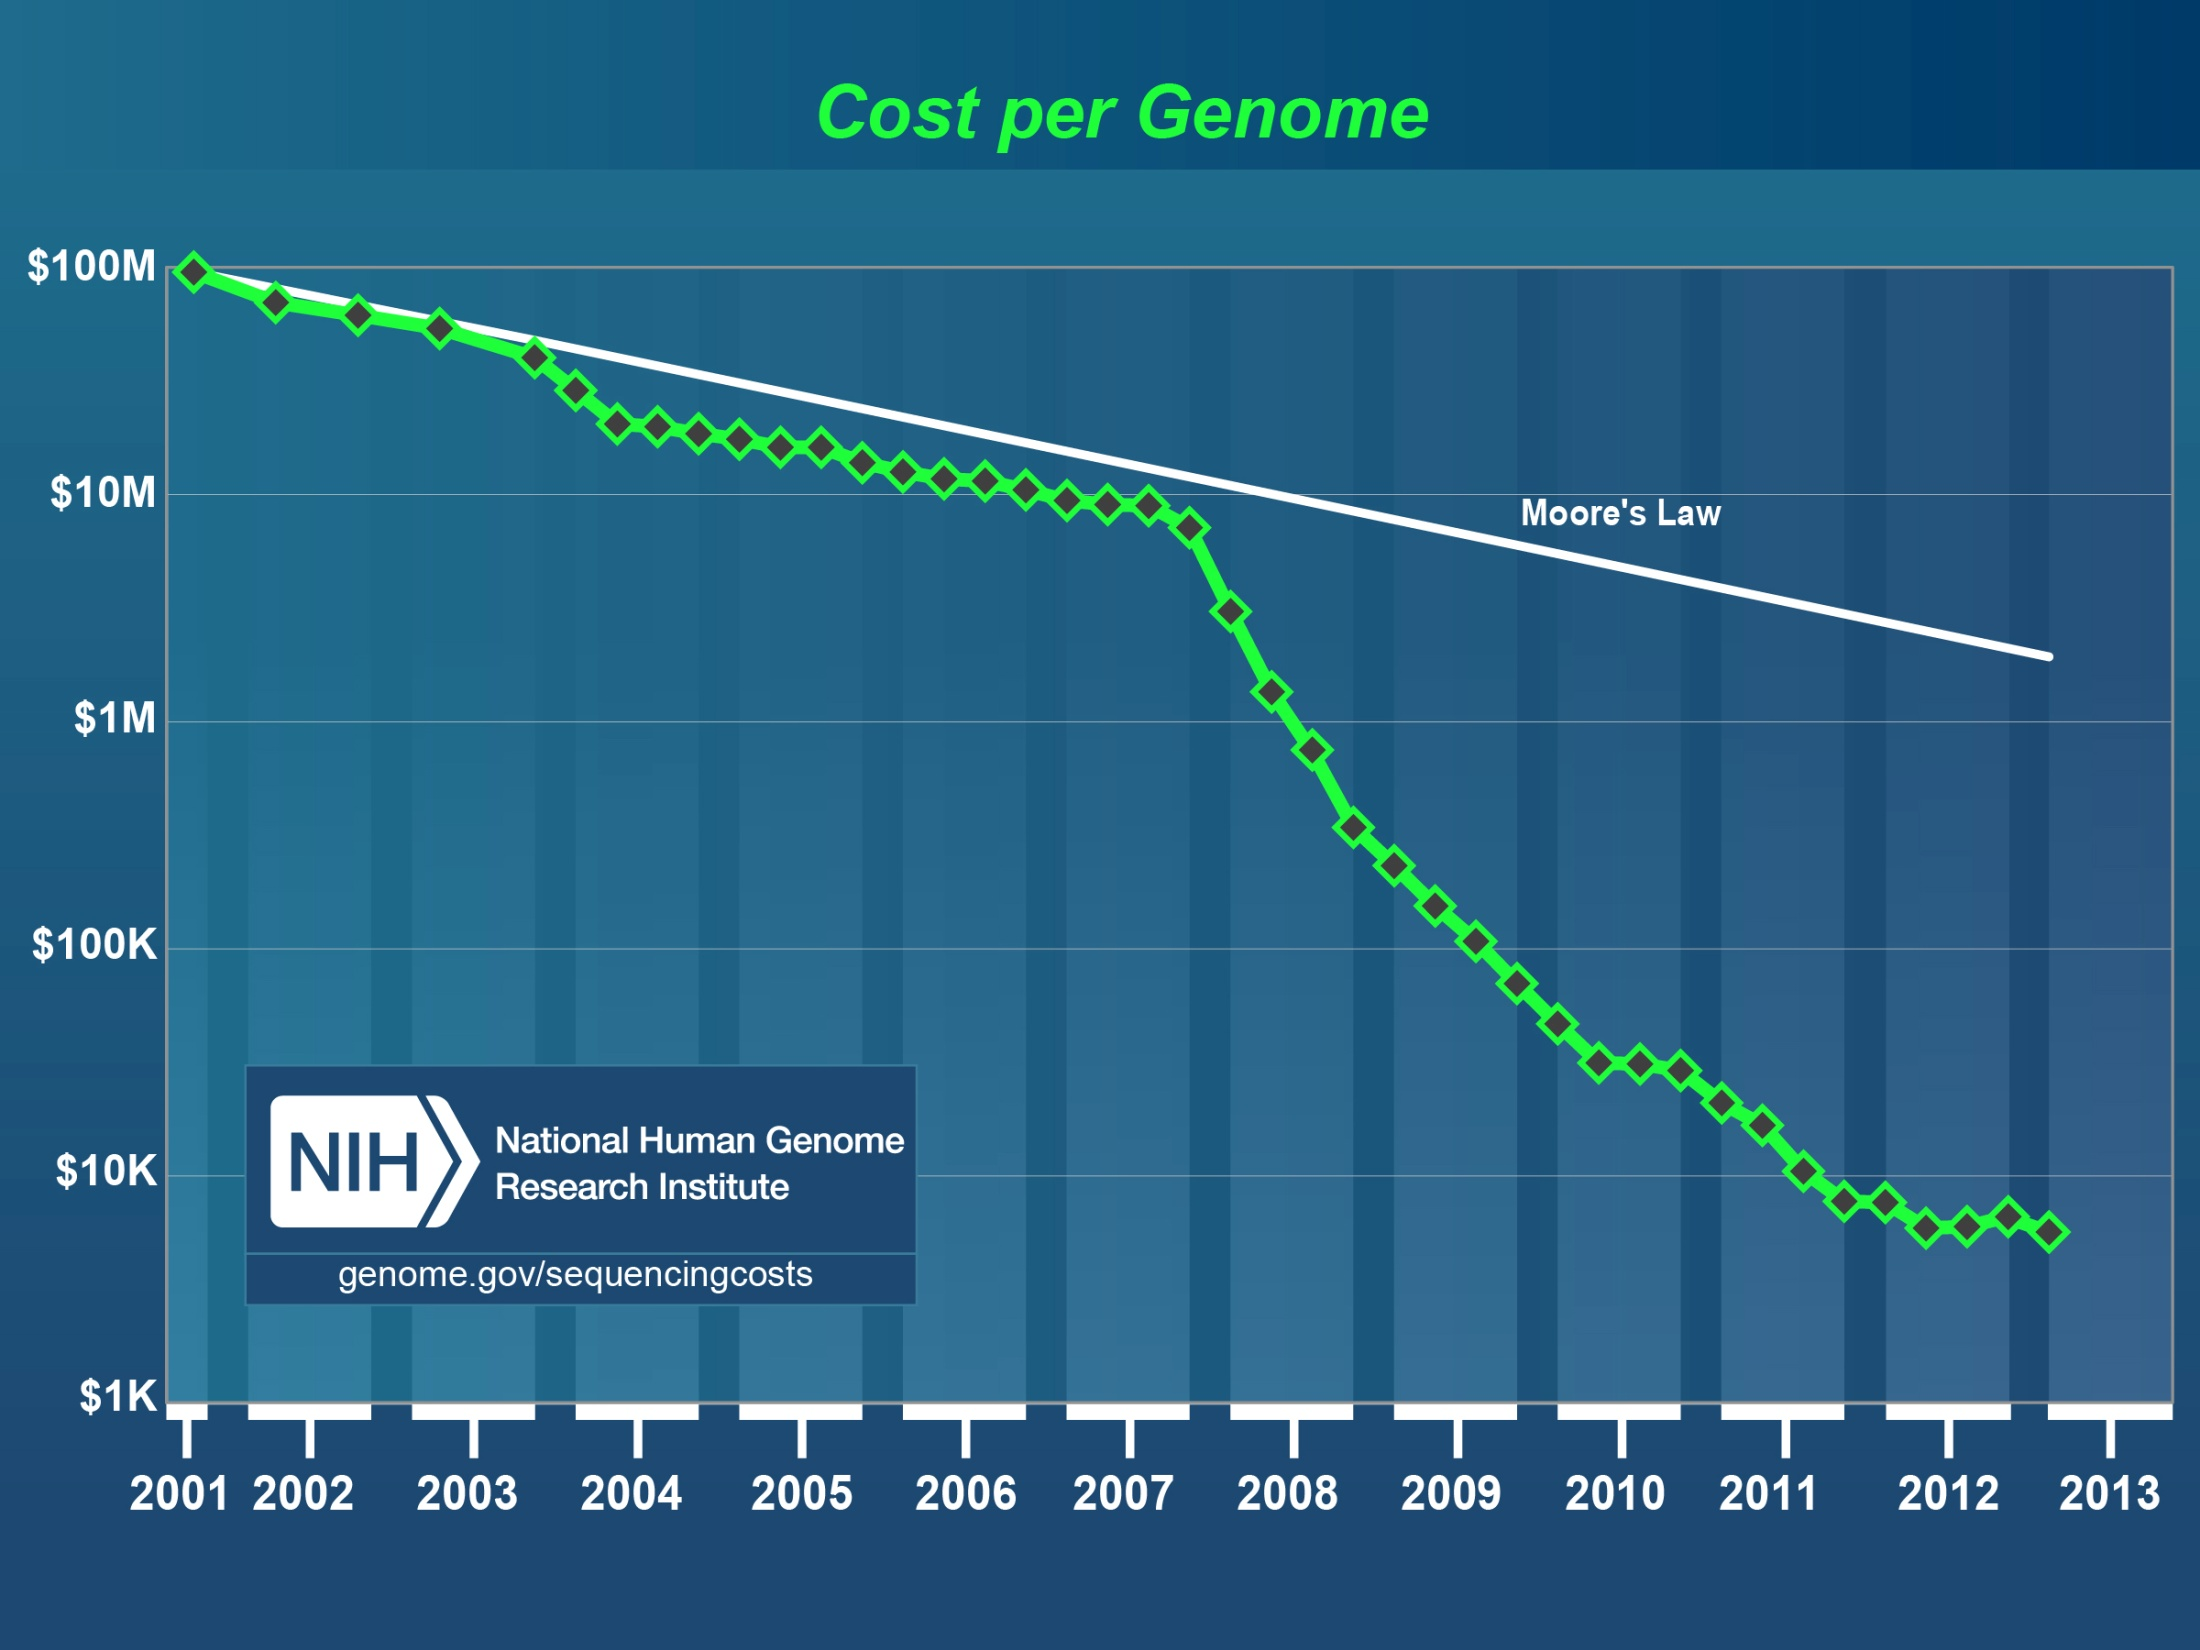 Cost per Genome
$100M
$10M
$1M
$100K
$10K
$1K
Moore's Law
NIH
National Human Genome
Research Institute
genome.gov/sequencingcosts
2001 2002 2003 2004 2005 2006 2007 2008 2009 2010 2011 2012 2013